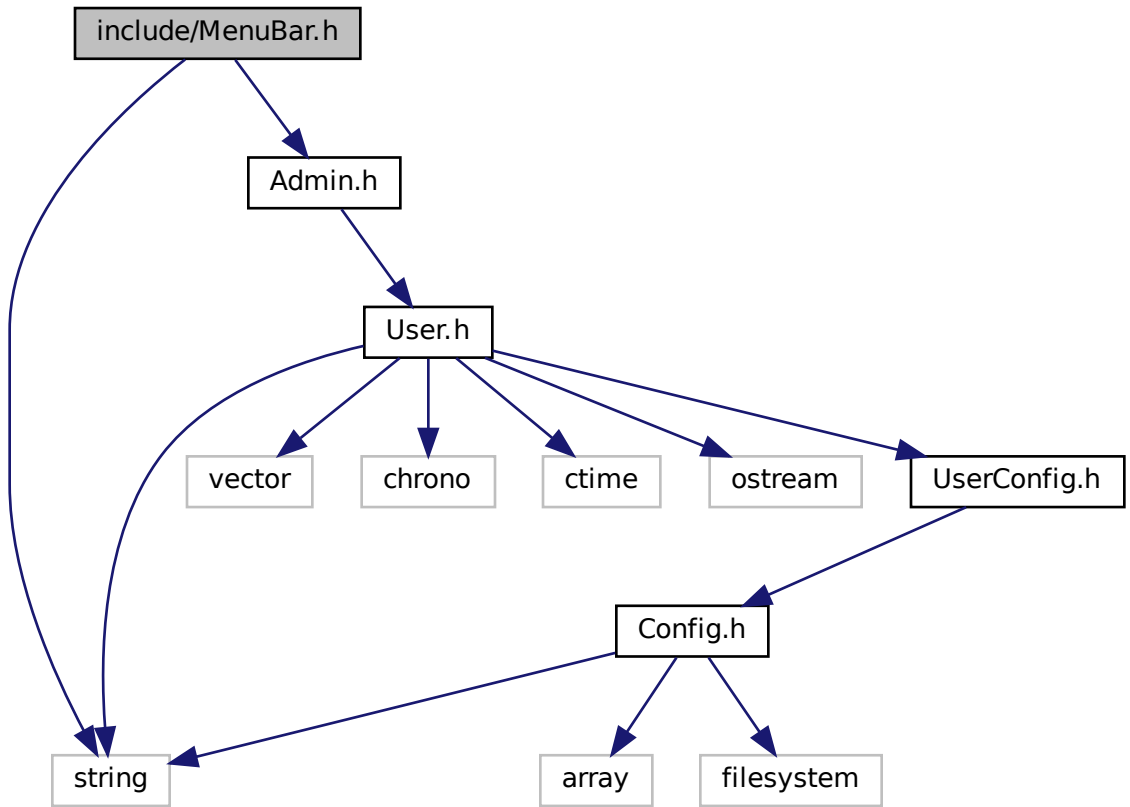 include/MenuBar.h
Admin.h
User.h
vector
chrono
ctime
ostream
UserConfig.h
Config.h
string
array
filesystem